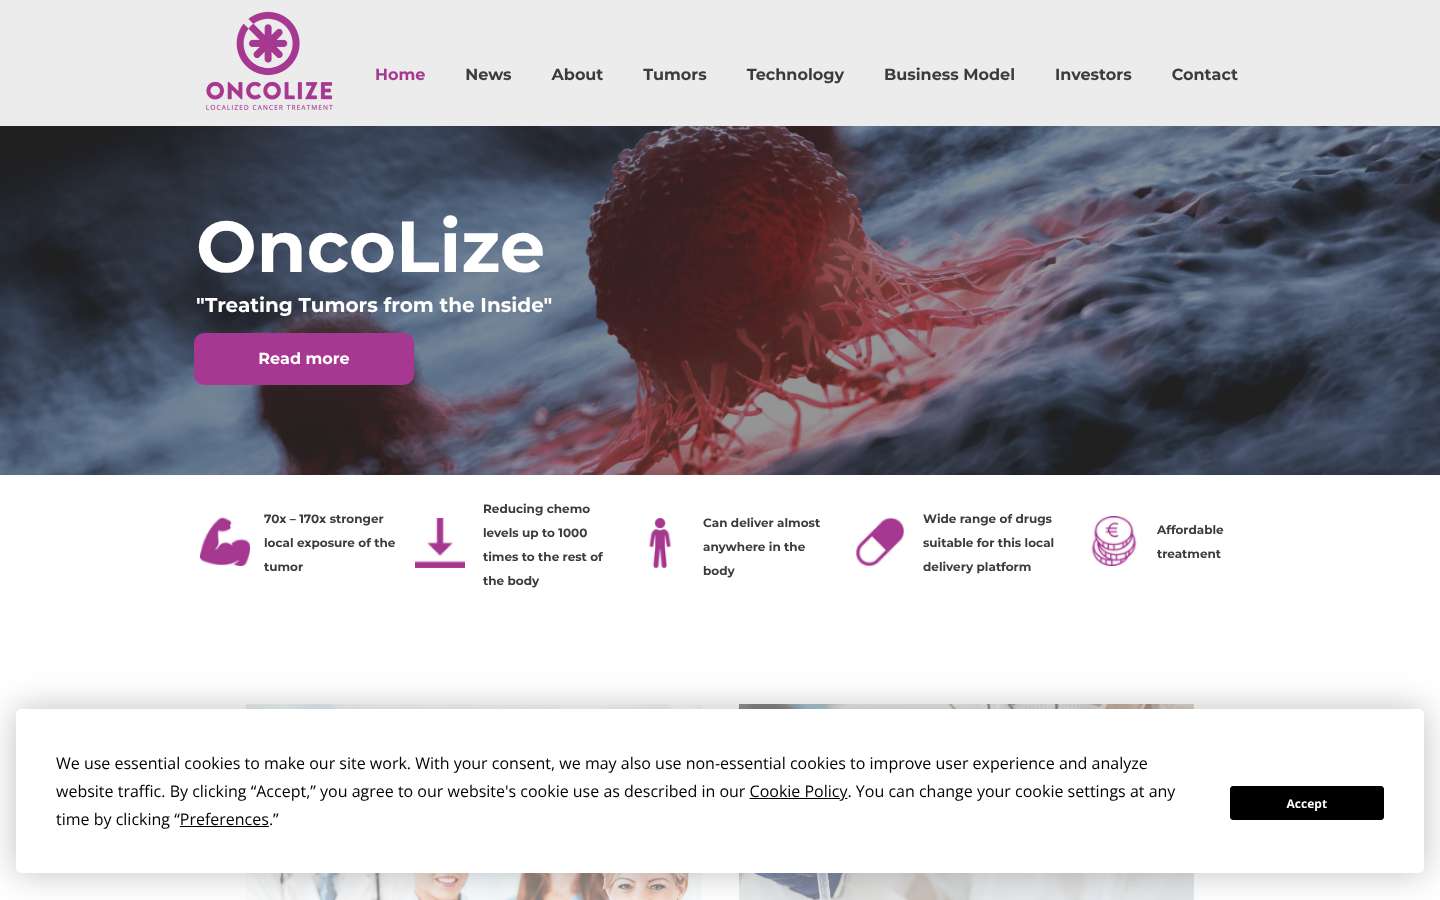 ONCOLIZE
LOCALIZED CANCER TREATMENT
Home
News
About
Tumors
Technology
Business Model
Investors
Contact
OncoLize
"Treating Tumors from the Inside"
Read more
70x – 170x stronger
local exposure of the
tumor
Reducing chemo
levels up to 1000
times to the rest of
the body
Can deliver almost
anywhere in the
body
Wide range of drugs
suitable for this local
delivery platform
€
Affordable
treatment
We use essential cookies to make our site work. With your consent, we may also use non-essential cookies to improve user experience and analyze
website traffic. By clicking “Accept,” you agree to our website's cookie use as described in our Cookie Policy. You can change your cookie settings at any
time by clicking “Preferences.”
Accept